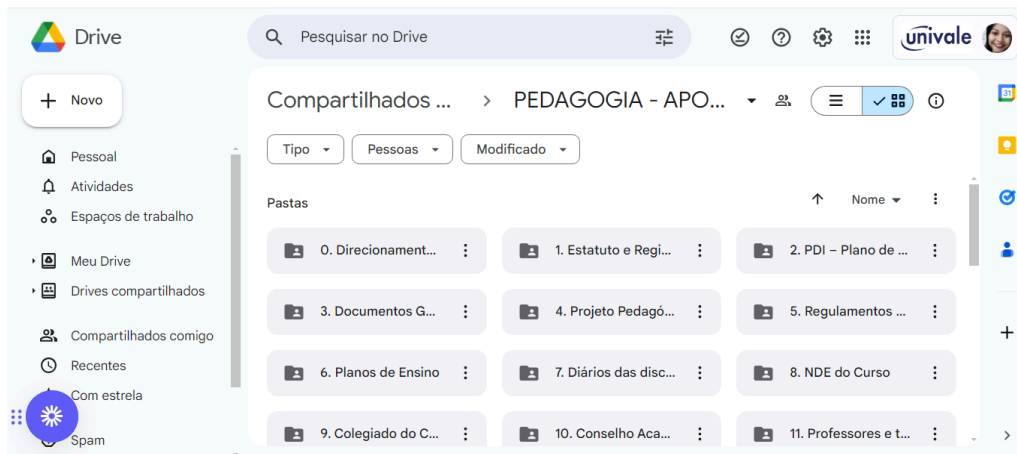 Drive
Pesquisar no Drive
univale
Novo
Compartilhados ... > PEDAGOGIA - APO...
Tipo
Pessoas
Modificado
Pessoal
Atividades
Espaços de trabalho
Meu Drive
Drives compartilhados
Compartilhados comigo
Recentes
Com estrela
Spam
Pastas
Nome
0. Direcionament...
1. Estatuto e Regi...
2. PDI – Plano de ...
3. Documentos G...
4. Projeto Pedagó...
5. Regulamentos ...
6. Planos de Ensino
7. Diários das disc...
8. NDE do Curso
9. Colegiado do C...
10. Conselho Aca...
11. Professores e t...
31